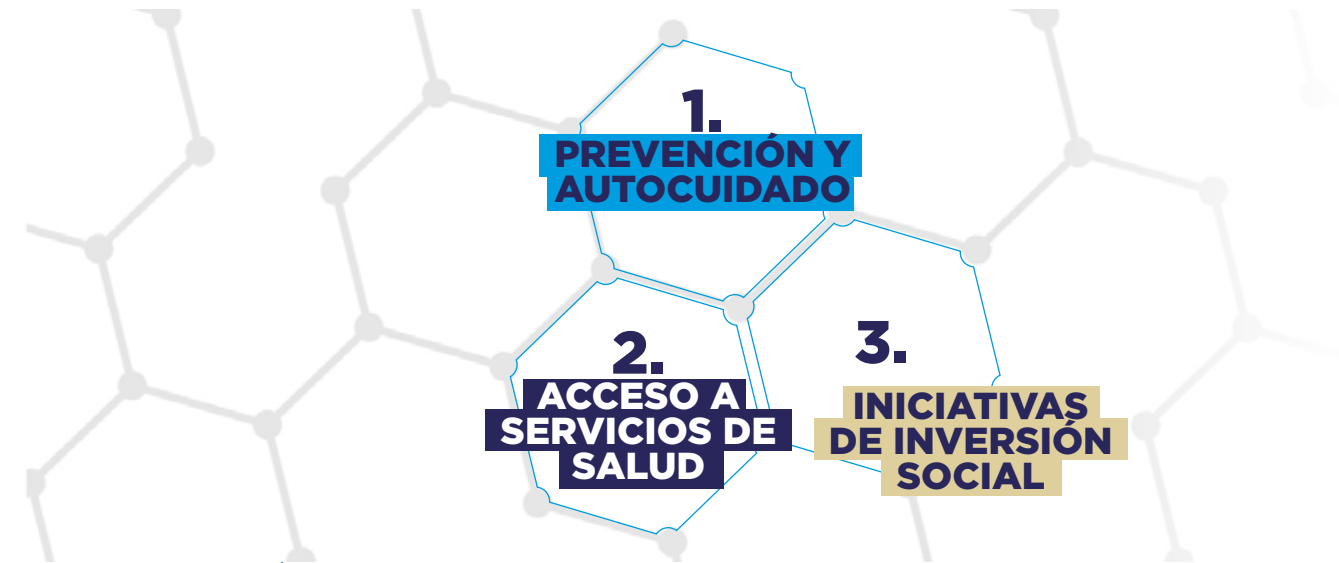 1.
PREVENCIÓN Y
AUTOCUIDADO
2.
ACCESO A
SERVICIOS DE
SALUD
3.
INICIATIVAS
DE INVERSIÓN
SOCIAL